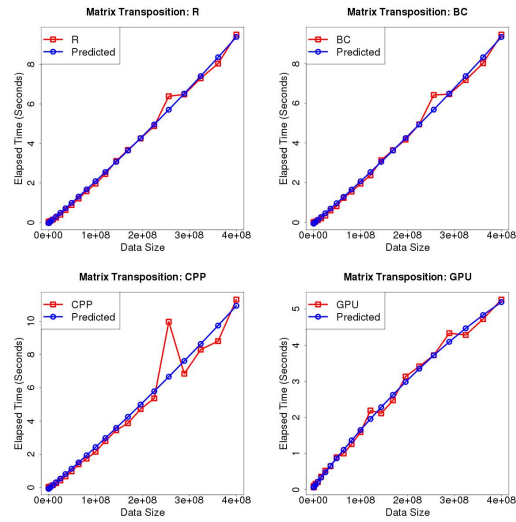 Matrix Transposition: R
R
Predicted
Elapsed Time (Seconds)
0 2 4 6 8
0e+00 1e+08 2e+08 3e+08 4e+08
Data Size
Matrix Transposition: BC
BC
Predicted
Elapsed Time (Seconds)
0 2 4 6 8
0e+00 1e+08 2e+08 3e+08 4e+08
Data Size
Matrix Transposition: CPP
CPP
Predicted
Elapsed Time (Seconds)
0 2 4 6 8 10
0e+00 1e+08 2e+08 3e+08 4e+08
Data Size
Matrix Transposition: GPU
GPU
Predicted
Elapsed Time (Seconds)
0 1 2 3 4 5
0e+00 1e+08 2e+08 3e+08 4e+08
Data Size